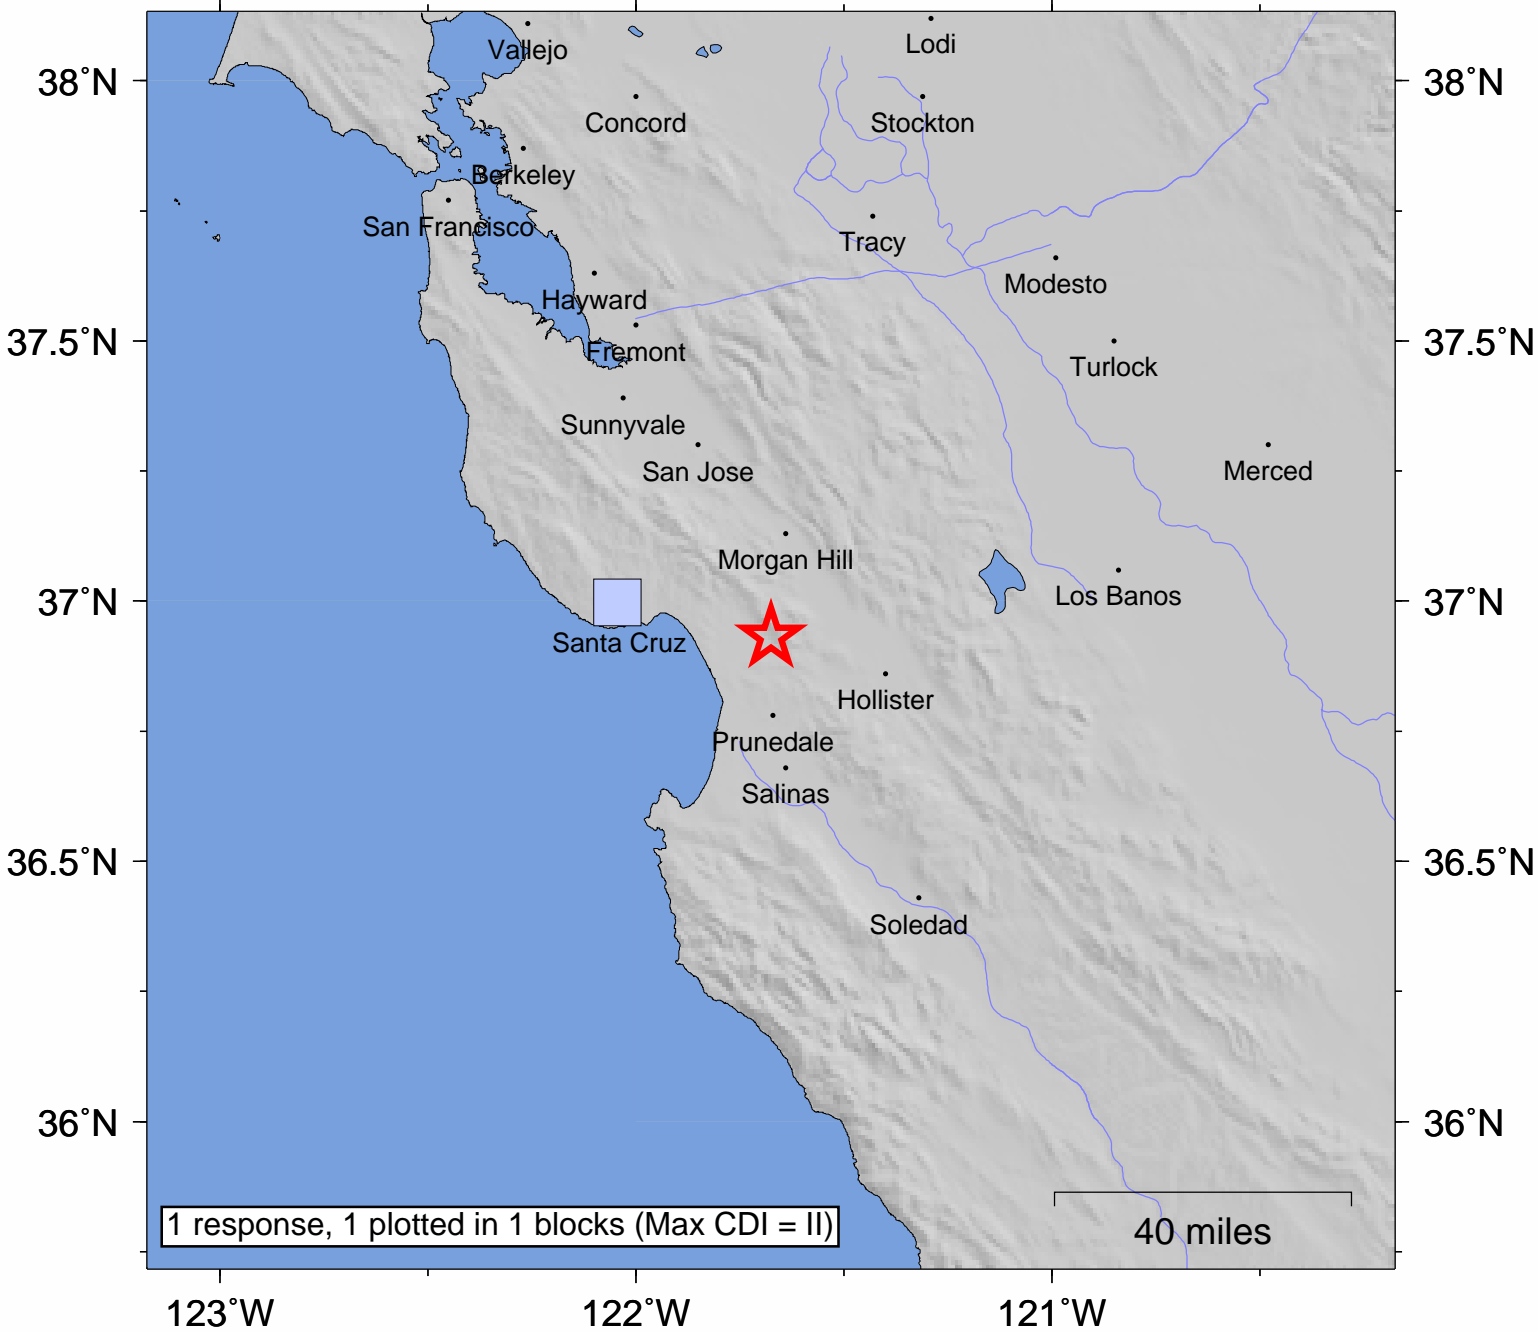 Lodi
Vallejo
38°N
38°N
Concord
Stockton
Berkeley
San Francisco
Tracy
Modesto
Hayward
37.5°N
Fremont
37.5°N
Turlock
Sunnyvale
San Jose
Merced
Morgan Hill
37°N
Los Banos
37°N
Santa Cruz
Hollister
Prunedale
Salinas
36.5°N
36.5°N
Soledad
36°N
36°N
1 response, 1 plotted in 1 blocks (Max CDI = II)
40 miles
123°W
122°W
121°W